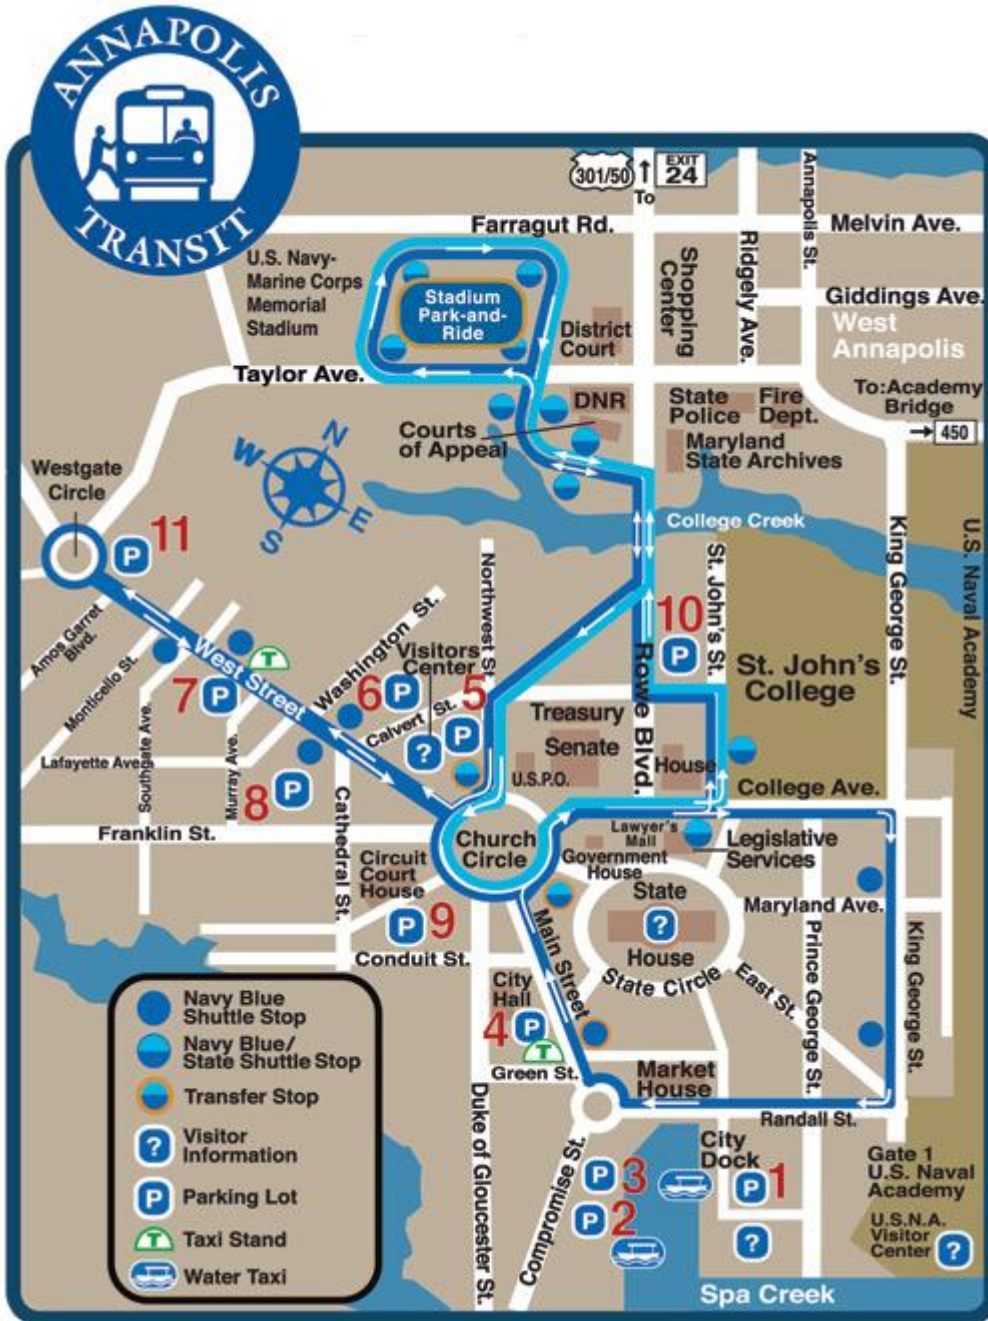 ANNAPOLIS
TRANSIT
301/50
EXIT
24
To
Farragut Rd.
Melvin Ave.
Annapolis St.
Ridgely Ave.
Shopping
Center
U.S. Navy-
Marine Corps
Memorial
Stadium
Stadium
Park-and-
Ride
District
Court
Giddings Ave.
West
Annapolis
Taylor Ave.
To:Academy
Bridge
450
DNR
State
Police
Fire
Dept.
Courts
of Appeal
Maryland
State Archives
N
W
E
S
Westgate
Circle
College Creek
11
P
King George St.
U.S. Naval Academy
Northwest St.
St. John's St.
10
P
Amos Garret
Blvd.
Monticello St.
West Street
T
7
P
Washington St.
Visitors
Center
6
P
5
P
Calvert St.
?
Rowe Blvd.
St. John's
College
Treasury
Senate
U.S.P.O.
House
Lafayette Ave.
Southgate Ave.
Murray Ave.
8
P
Cathedral St.
College Ave.
Franklin St.
Church
Circle
Lawyer's
Mall
Government
House
Legislative
Services
Circuit
Court
House
P
9
Conduit St.
State
?
House
State Circle
Maryland Ave.
Main Street
East St.
Prince George St.
King George St.
City
Hall
4
P
T
Green St.
Market
House
Randall St.
Duke of Gloucester St.
Compromise St.
P
3
P
2
City
Dock
P
1
?
Gate 1
U.S. Naval
Academy
U.S.N.A.
Visitor
Center
?
Spa Creek
Navy Blue
Shuttle Stop
Navy Blue/
State Shuttle Stop
Transfer Stop
?
Visitor
Information
P
Parking Lot
T
Taxi Stand
Water Taxi